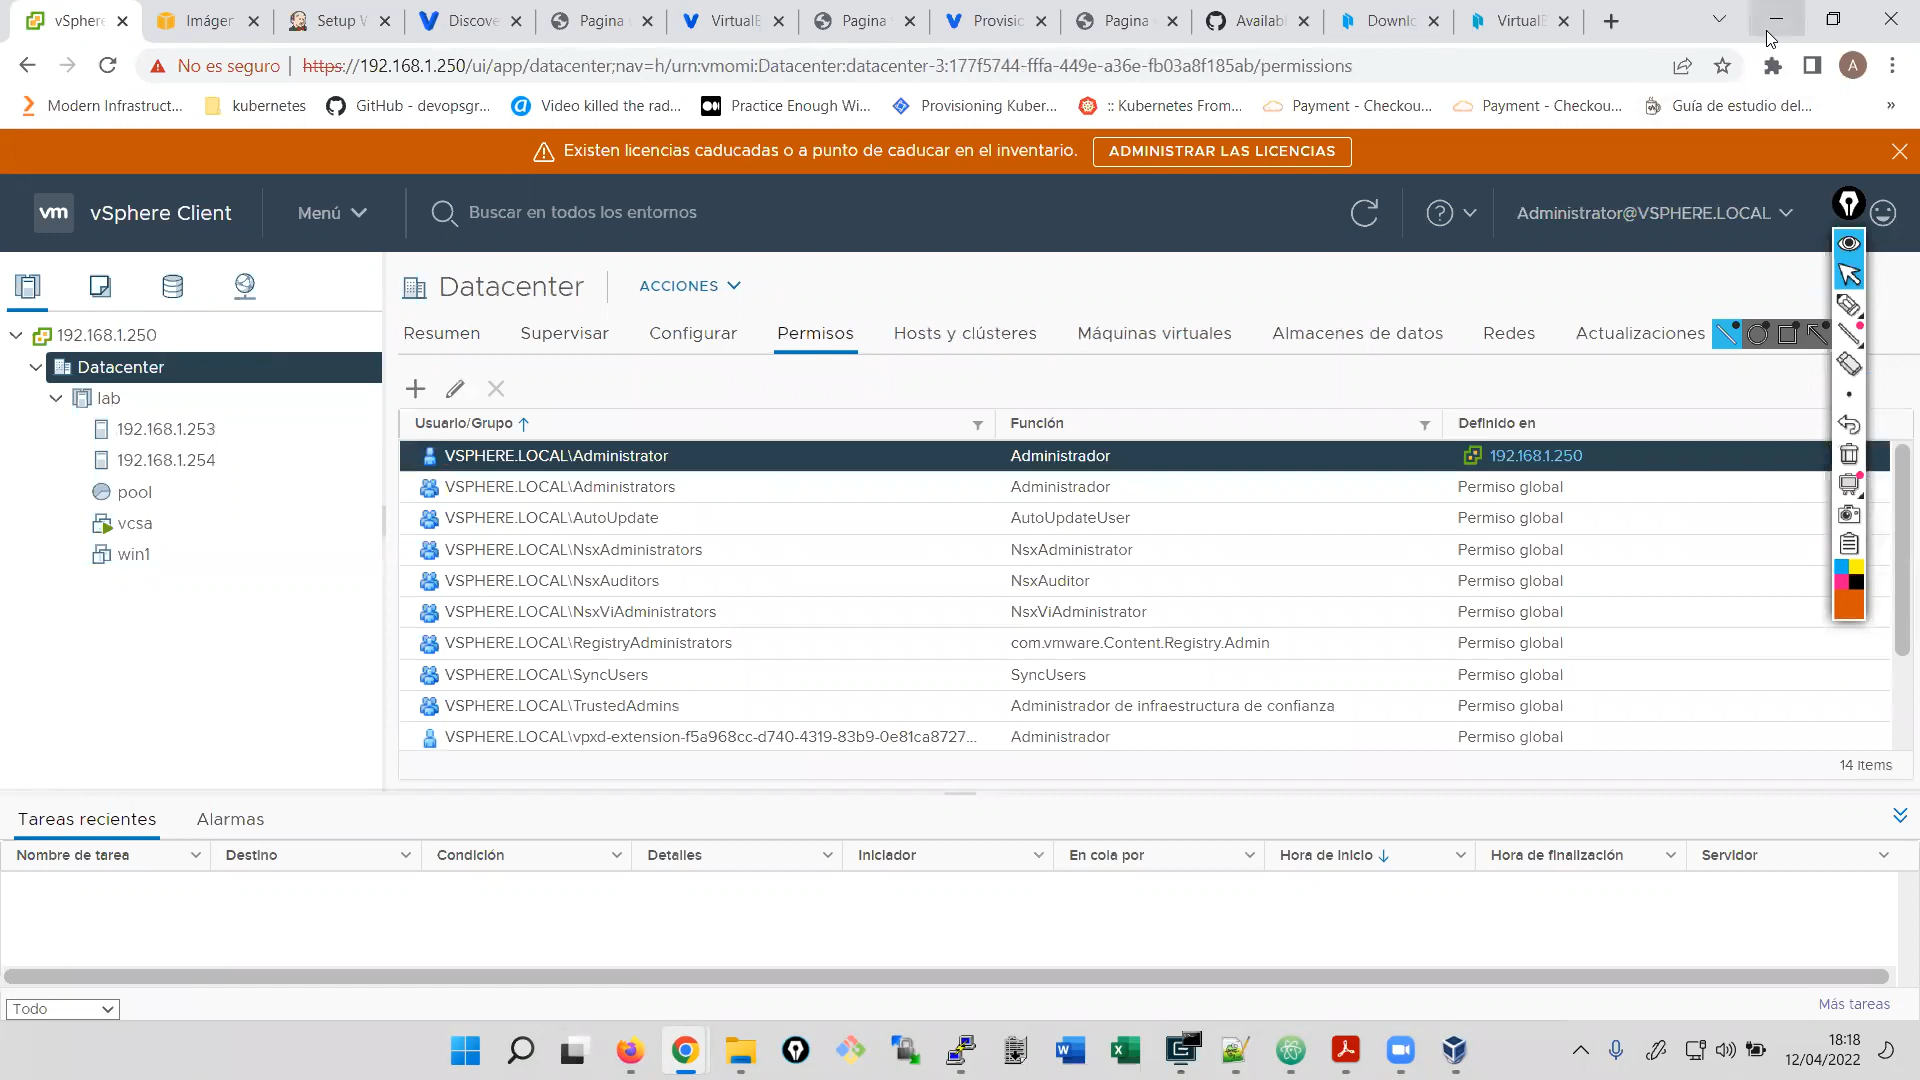 vSphere
Imáger
Setup W
Discove
Pagina
VirtualB
Pagina
Provisio
Pagina
Availabl
Downlo
VirtualB
No es seguro | https://192.168.1.250/ui/app/datacenter;nav=h/urn:vmomi:Datacenter:datacenter-3:177f5744-fffa-449e-a36e-fb03a8f185ab/permissions
A
Modern Infrastruct...
kubernetes
GitHub - devopsgr...
Video killed the rad...
Practice Enough Wi...
Provisioning Kuber...
:: Kubernetes From...
Payment - Checkou...
Payment - Checkou...
Guía de estudio del...
»
Existen licencias caducadas o a punto de caducar en el inventario.
ADMINISTRAR LAS LICENCIAS
vm
vSphere Client
Menú
Buscar en todos los entornos
Administrator@VSPHERE.LOCAL
192.168.1.250
Datacenter
lab
192.168.1.253
192.168.1.254
pool
vcsa
win1
Datacenter
ACCIONES
Resumen
Supervisar
Configurar
Permisos
Hosts y clústeres
Máquinas virtuales
Almacenes de datos
Redes
Actualizaciones
Usuario/Grupo
Función
Definido en
VSPHERE.LOCAL\Administrator
Administrador
192.168.1.250
VSPHERE.LOCAL\Administrators
Administrador
Permiso global
VSPHERE.LOCAL\AutoUpdate
AutoUpdateUser
Permiso global
VSPHERE.LOCAL\NsxAdministrators
NsxAdministrator
Permiso global
VSPHERE.LOCAL\NsxAuditors
NsxAuditor
Permiso global
VSPHERE.LOCAL\NsxViAdministrators
NsxViAdministrator
Permiso global
VSPHERE.LOCAL\RegistryAdministrators
com.vmware.Content.Registry.Admin
Permiso global
VSPHERE.LOCAL\SyncUsers
SyncUsers
Permiso global
VSPHERE.LOCAL\TrustedAdmins
Administrador de infraestructura de confianza
Permiso global
VSPHERE.LOCAL\vpxd-extension-f5a968cc-d740-4319-83b9-0e81ca8727...
Administrador
Permiso global
14 items
Tareas recientes
Alarmas
Nombre de tarea
Destino
Condición
Detalles
Iniciador
En cola por
Hora de inicio
Hora de finalización
Servidor
Todo
Más tareas
18:18
12/04/2022